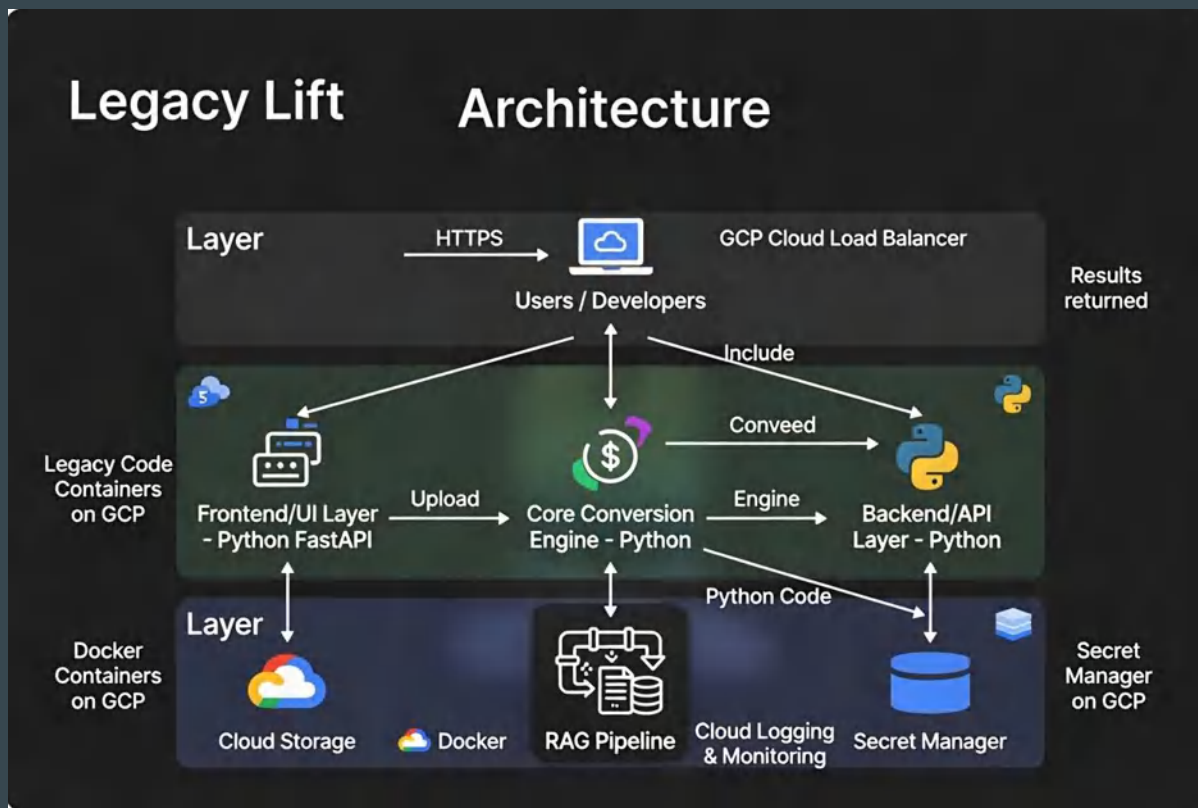 Legacy Lift Architecture
Layer
HTTPS
GCP Cloud Load Balancer
Users / Developers
Results
returned
Include
5
Conveed
$
Legacy Code
Containers
on GCP
Frontend/UI Layer
- Python FastAPI
Upload
Core Conversion
Engine - Python
Engine
Backend/API
Layer - Python
Python Code
Layer
Docker
Containers
on GCP
Secret
Manager
on GCP
Cloud Storage
Docker
RAG Pipeline
Cloud Logging
& Monitoring
Secret Manager